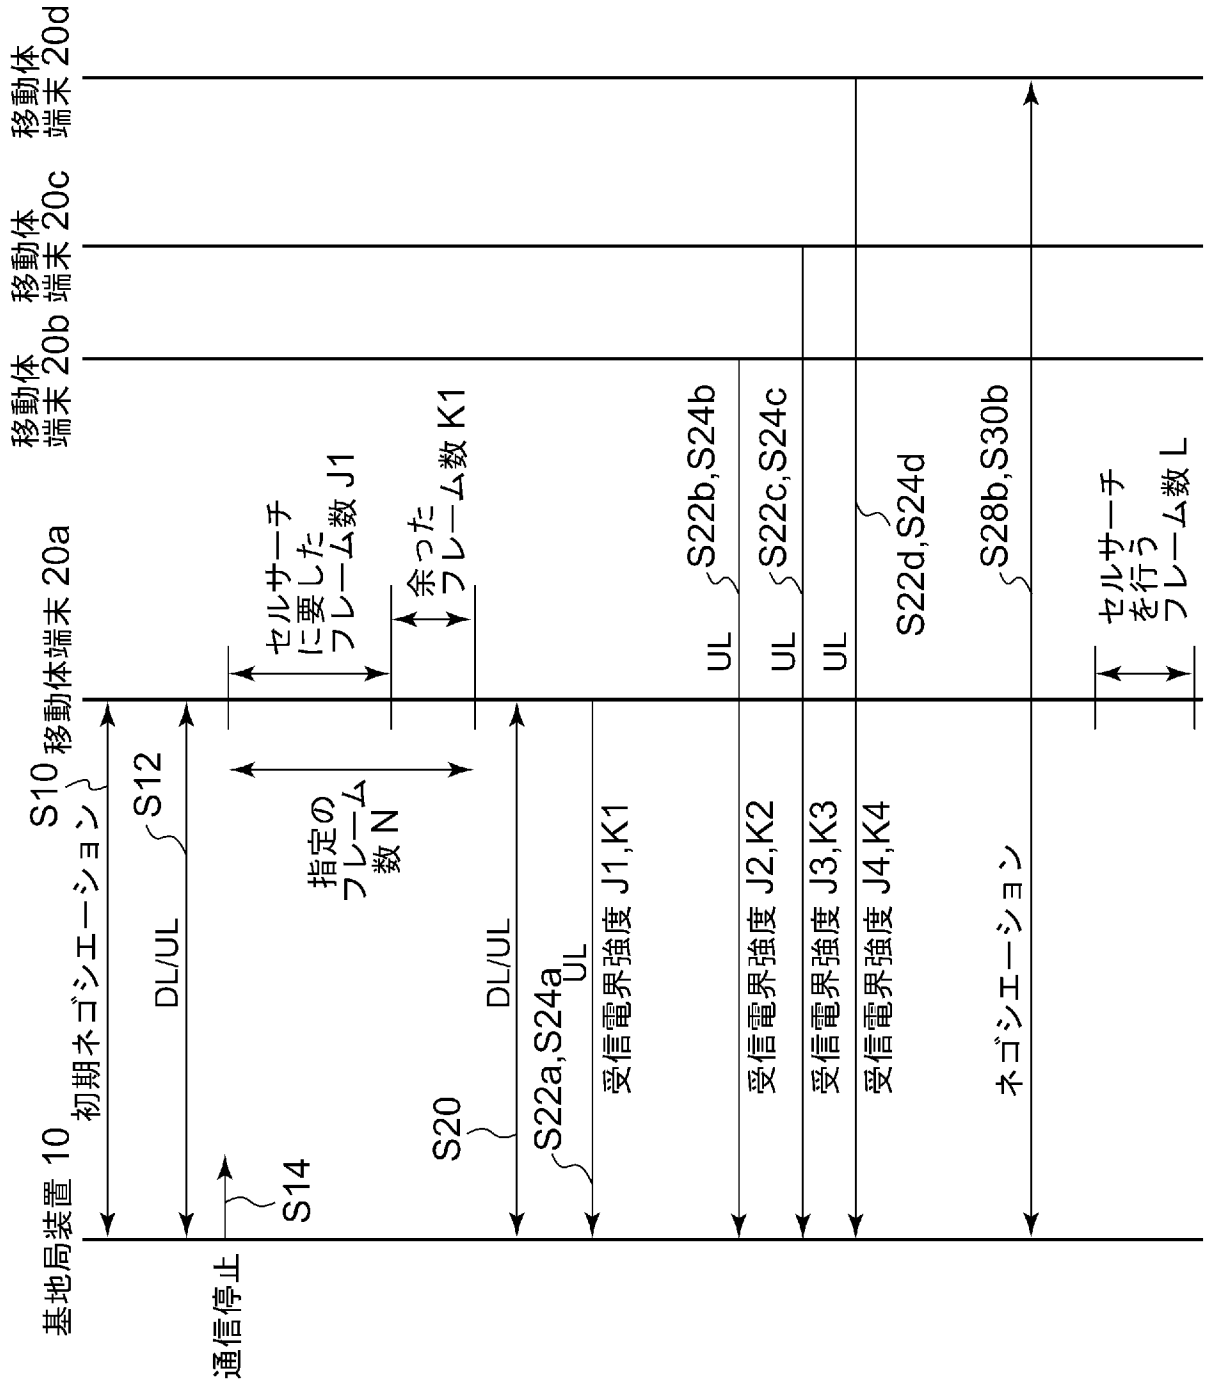 基地局装置 10
移動体端末 20a
移動体
端末 20b
移動体
端末 20c
移動体
端末 20d
S10
初期ネゴシエーション
S12
DL/UL
通信停止
S14
指定の
フレーム
数 N
セルサーチ
に要した
フレーム数 J1
余った
フレーム数 K1
S20
DL/UL
S22a,S24a
UL
受信電界強度 J1,K1
S22b,S24b
UL
受信電界強度 J2,K2
S22c,S24c
UL
受信電界強度 J3,K3
UL
S22d,S24d
受信電界強度 J4,K4
S28b,S30b
ネゴシエーション
セルサーチ
を行う
フレーム数 L